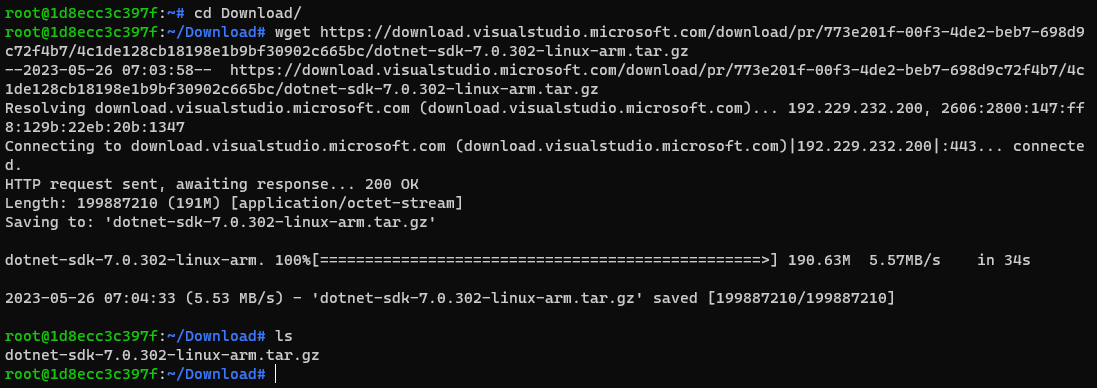 root@1d8ecc3c397f:~# cd Download/
root@1d8ecc3c397f:~/Download# wget https://download.visualstudio.microsoft.com/download/pr/773e201f-00f3-4de2-beb7-698d9
c72f4b7/4c1de128cb18198e1b9bf30902c665bc/dotnet-sdk-7.0.302-linux-arm.tar.gz
--2023-05-26 07:03:58--  https://download.visualstudio.microsoft.com/download/pr/773e201f-00f3-4de2-beb7-698d9c72f4b7/4c
1de128cb18198e1b9bf30902c665bc/dotnet-sdk-7.0.302-linux-arm.tar.gz
Resolving download.visualstudio.microsoft.com (download.visualstudio.microsoft.com)... 192.229.232.200, 2606:2800:147:ff
8:129b:22eb:20b:1347
Connecting to download.visualstudio.microsoft.com (download.visualstudio.microsoft.com)|192.229.232.200|:443... connecte
d.
HTTP request sent, awaiting response... 200 OK
Length: 199887210 (191M) [application/octet-stream]
Saving to: 'dotnet-sdk-7.0.302-linux-arm.tar.gz'

dotnet-sdk-7.0.302-linux-arm. 100%[==================================================>] 190.63M  5.57MB/s    in 34s

2023-05-26 07:04:33 (5.53 MB/s) - 'dotnet-sdk-7.0.302-linux-arm.tar.gz' saved [199887210/199887210]

root@1d8ecc3c397f:~/Download# ls
dotnet-sdk-7.0.302-linux-arm.tar.gz
root@1d8ecc3c397f:~/Download#